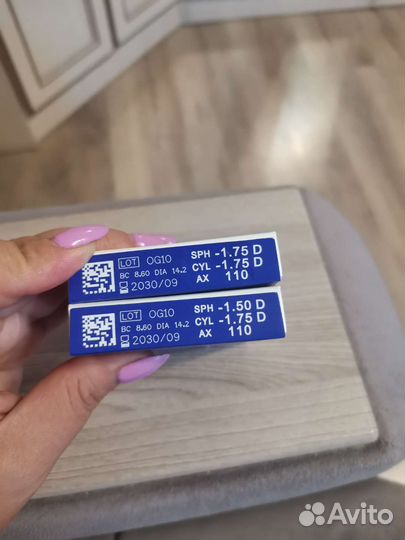 LOT OG10 SPH -1.75 D
BC 8.60 DIA 14.2 CYL -1.75 D
2030/09 AX 110
LOT OG10 SPH -1.50 D
BC 8.60 DIA 14.2 CYL -1.75 D
2030/09 AX 110
Avito